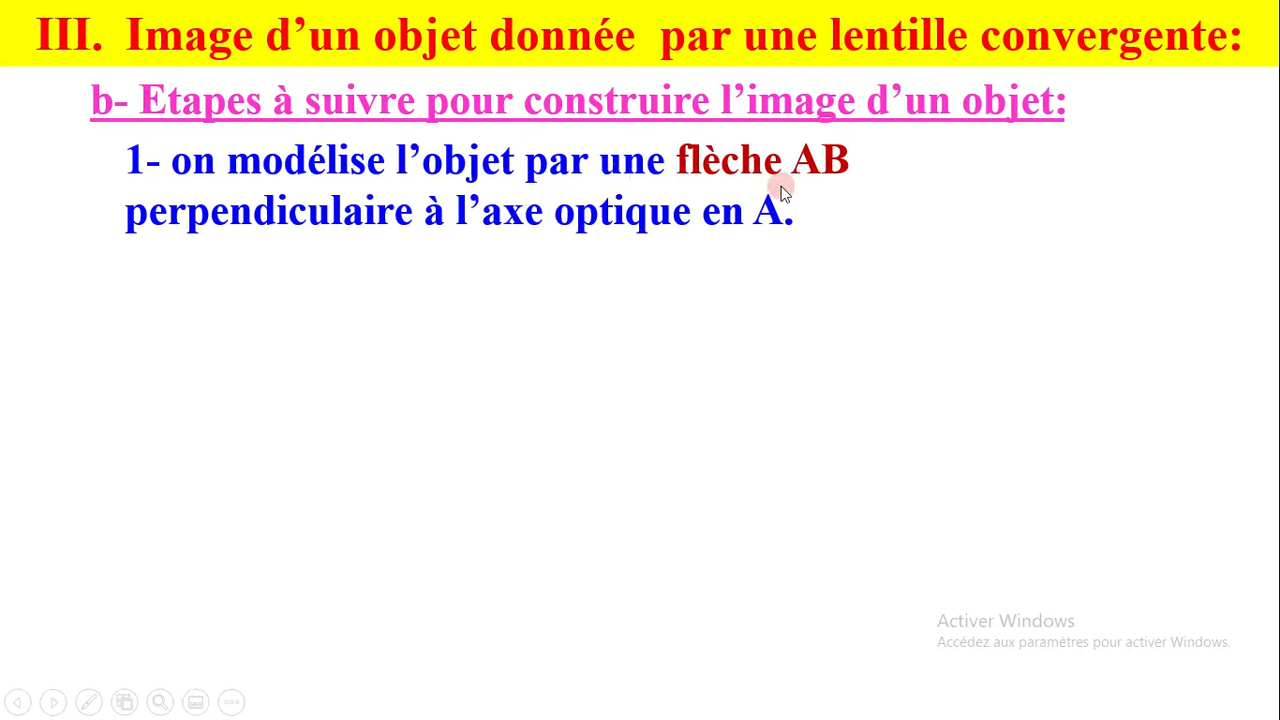 III. Image d’un objet donnée par une lentille convergente:
b- Etapes à suivre pour construire l’image d’un objet:
1- on modélise l’objet par une flèche AB
perpendiculaire à l’axe optique en A.
Activer Windows
Accédez aux paramètres pour activer Windows.